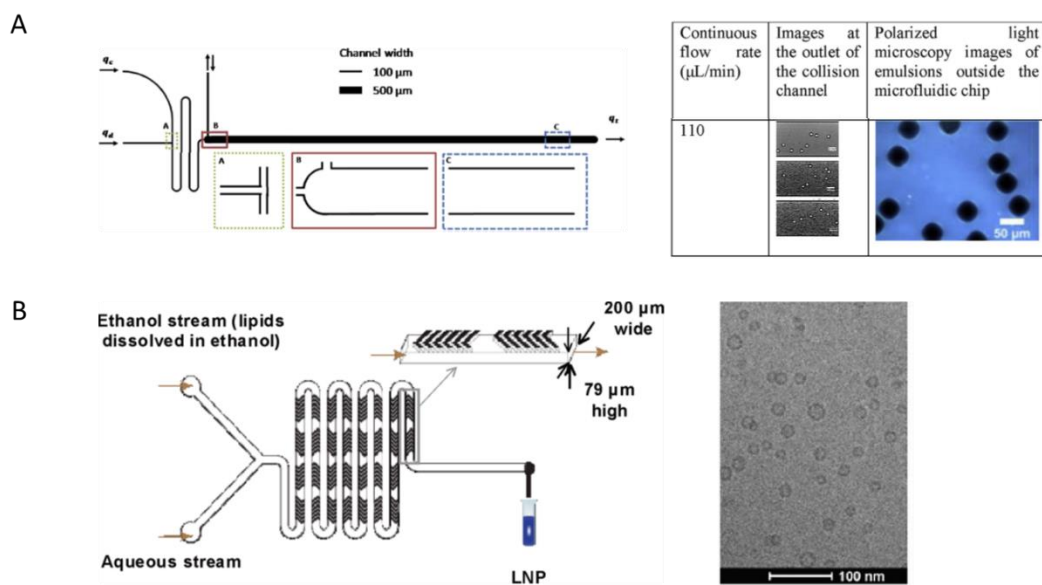 A
Channel width
100 µm
500 µm
q_c
q_d
A
B
C
q_t
A
B
C
Continuous flow rate (µL/min)
Images at the outlet of the collision channel
Polarized light microscopy images of emulsions outside the microfluidic chip
110
50 µm
B
Ethanol stream (lipids
dissolved in ethanol)
200 µm
wide
79 µm
high
Aqueous stream
LNP
100 nm